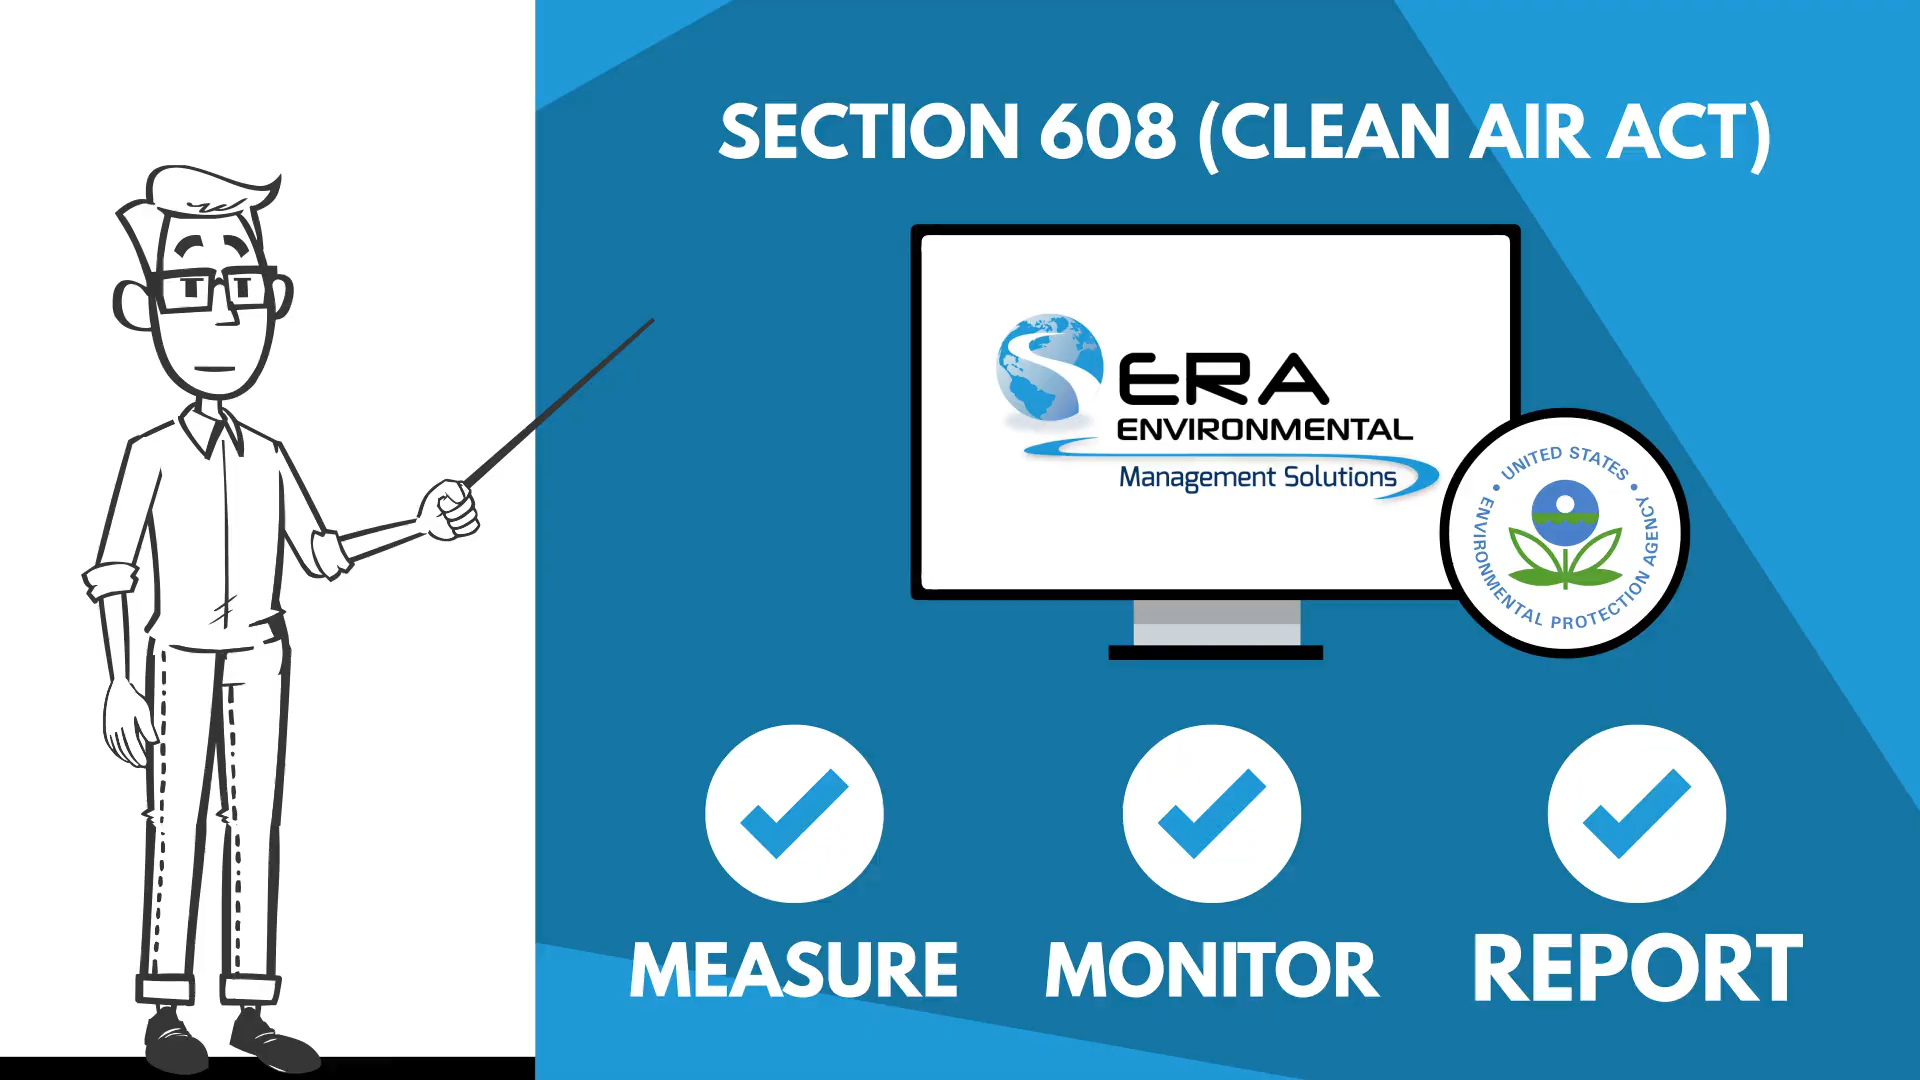 SECTION 608 (CLEAN AIR ACT)
ERA
ENVIRONMENTAL
Management Solutions
UNITED STATES
ENVIRONMENTAL PROTECTION AGENCY
MEASURE
MONITOR
REPORT